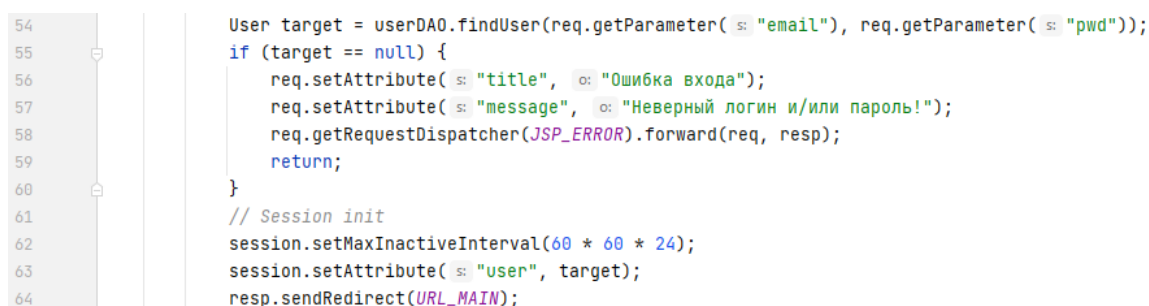 54 User target = userDAO.findUser(req.getParameter( s: "email"), req.getParameter( s: "pwd"));
55 if (target == null) {
56 req.setAttribute( s: "title", o: "Ошибка входа");
57 req.setAttribute( s: "message", o: "Неверный логин и/или пароль!");
58 req.getRequestDispatcher(JSP_ERROR).forward(req, resp);
59 return;
60 }
61 // Session init
62 session.setMaxInactiveInterval(60 * 60 * 24);
63 session.setAttribute( s: "user", target);
64 resp.sendRedirect(URL_MAIN);